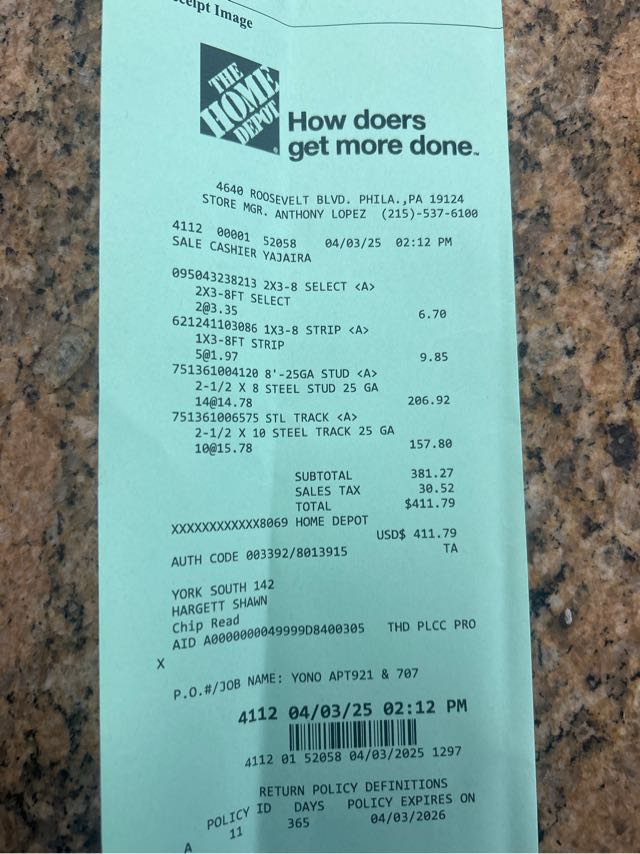 eipt Image
THE
HOME
DEPOT
How doers
get more done.™
4640 ROOSEVELT BLVD. PHILA.,PA 19124
STORE MGR. ANTHONY LOPEZ (215)-537-6100
4112 00001 52058 04/03/25 02:12 PM
SALE CASHIER YAJAIRA
095043238213 2X3-8 SELECT <A>
2X3-8FT SELECT
2@3.35 6.70
621241103086 1X3-8 STRIP <A>
1X3-8FT STRIP
5@1.97 9.85
751361004120 8'-25GA STUD <A>
2-1/2 X 8 STEEL STUD 25 GA
14@14.78 206.92
751361006575 STL TRACK <A>
2-1/2 X 10 STEEL TRACK 25 GA
10@15.78 157.80
SUBTOTAL 381.27
SALES TAX 30.52
TOTAL $411.79
XXXXXXXXXXXX8069 HOME DEPOT
USD$ 411.79
AUTH CODE 003392/8013915 TA
YORK SOUTH 142
HARGETT SHAWN
Chip Read
AID A0000000049999D8400305 THD PLCC PRO
X
P.O.#/JOB NAME: YONO APT921 & 707
4112 04/03/25 02:12 PM
4112 01 52058 04/03/2025 1297
RETURN POLICY DEFINITIONS
POLICY ID DAYS POLICY EXPIRES ON
A 11 365 04/03/2026